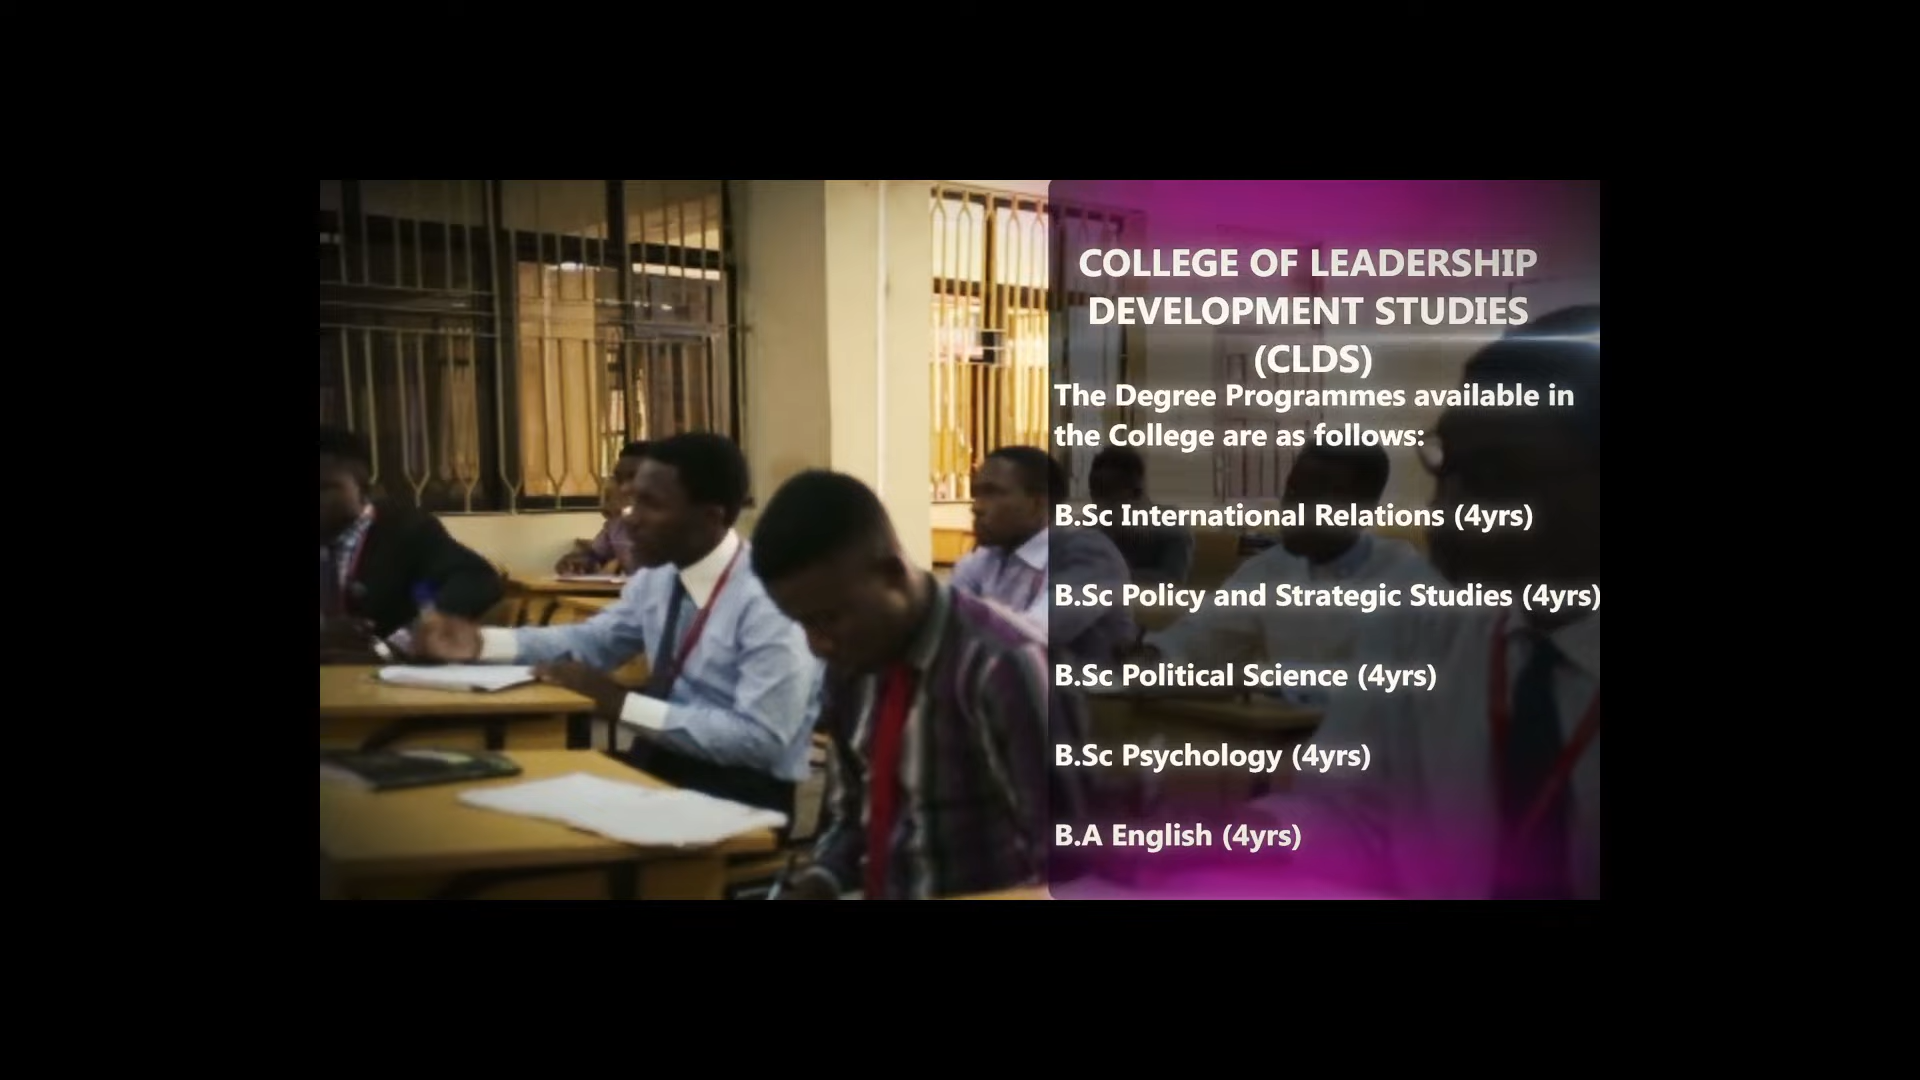 COLLEGE OF LEADERSHIP
DEVELOPMENT STUDIES
(CLDS)
The Degree Programmes available in
the College are as follows:
B.Sc International Relations (4yrs)
B.Sc Policy and Strategic Studies (4yrs)
B.Sc Political Science (4yrs)
B.Sc Psychology (4yrs)
B.A English (4yrs)